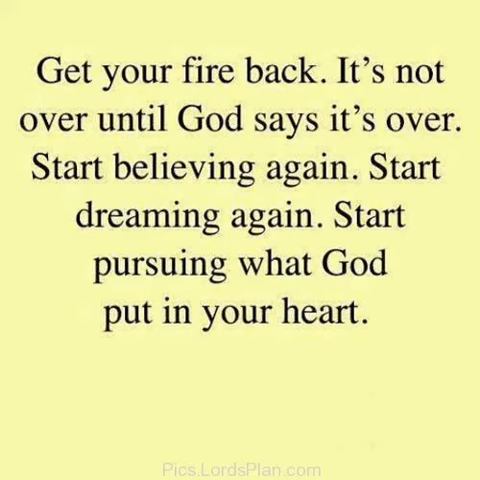 Get your fire back. It's not
over until God says it's over.
Start believing again. Start
dreaming again. Start
pursuing what God
put in your heart.
Pics.LordsPlan.com